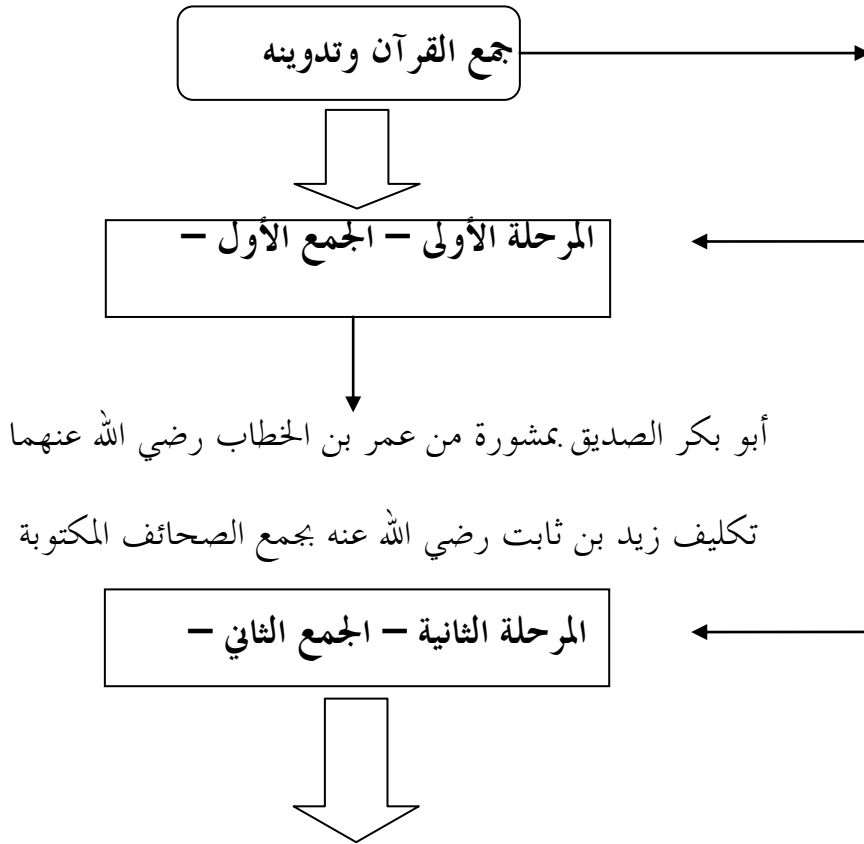 جمع القرآن وتدوينه
المرحلة الأولى – الجمع الأول –
أبو بكر الصديق بمشورة من عمر بن الخطاب رضي الله عنهما
تكليف زيد بن ثابت رضي الله عنه بجمع الصحائف المكتوبة
المرحلة الثانية – الجمع الثاني –